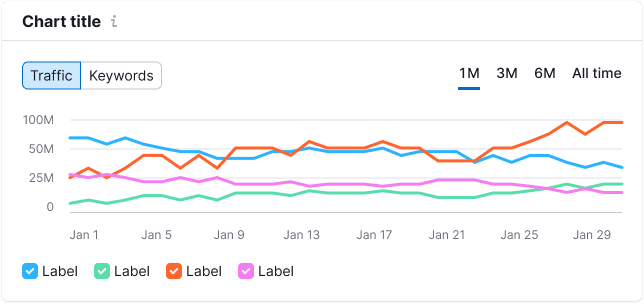 Chart title i
Traffic Keywords 1M 3M 6M All time
100M
50M
25M
0
Jan 1 Jan 5 Jan 9 Jan 13 Jan 17 Jan 21 Jan 25 Jan 29
Label Label Label Label